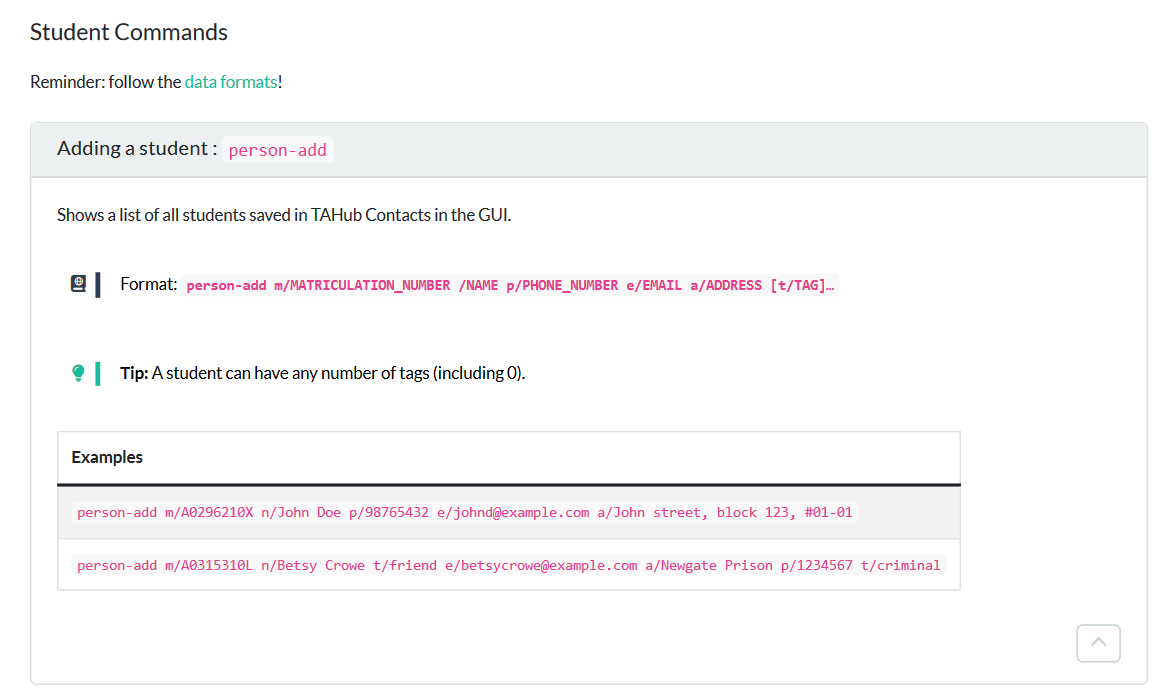 Student Commands
Reminder: follow the data formats!
Adding a student : person-add
Shows a list of all students saved in TAHub Contacts in the GUI.
Format: person-add m/MATRICULATION_NUMBER /NAME p/PHONE_NUMBER e/EMAIL a/ADDRESS [t/TAG]…
Tip: A student can have any number of tags (including 0).
Examples
person-add m/A0296210X n/John Doe p/98765432 e/johnd@example.com a/John street, block 123, #01-01
person-add m/A0315310L n/Betsy Crowe t/friend e/betsycrowe@example.com a/Newgate Prison p/1234567 t/criminal